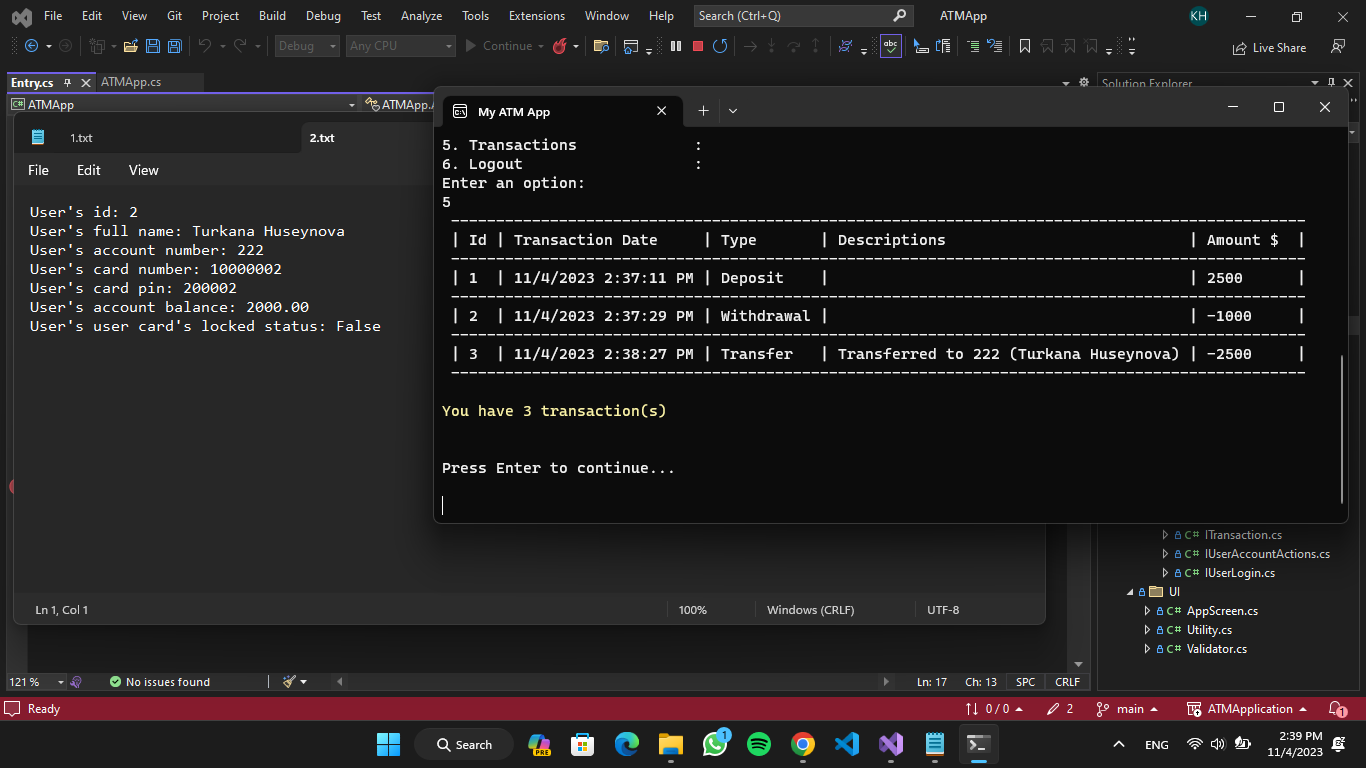 File Edit View Git Project Build Debug Test Analyze Tools Extensions Window Help Search (Ctrl+Q) ATMApp KH
Debug Any CPU Continue abc Live Share
Entry.cs ATMApp.cs Solution Explorer
C# ATMApp ATMApp.
My ATM App
1.txt 2.txt
File Edit View
User's id: 2
User's full name: Turkana Huseynova
User's account number: 222
User's card number: 10000002
User's card pin: 200002
User's account balance: 2000.00
User's user card's locked status: False
Ln 1, Col 1 100% Windows (CRLF) UTF-8
5. Transactions :
6. Logout :
Enter an option:
5
| Id | Transaction Date | Type | Descriptions | Amount $ |
| 1 | 11/4/2023 2:37:11 PM | Deposit | | 2500 |
| 2 | 11/4/2023 2:37:29 PM | Withdrawal | | -1000 |
| 3 | 11/4/2023 2:38:27 PM | Transfer | Transferred to 222 (Turkana Huseynova) | -2500 |
You have 3 transaction(s)
Press Enter to continue...
C# ITransaction.cs
C# IUserAccountActions.cs
C# IUserLogin.cs
UI
C# AppScreen.cs
C# Utility.cs
C# Validator.cs
121 % No issues found Ln: 17 Ch: 13 SPC CRLF
Ready 0 / 0 2 main ATMApplication 1
Search PRE 1 ENG 2:39 PM
11/4/2023